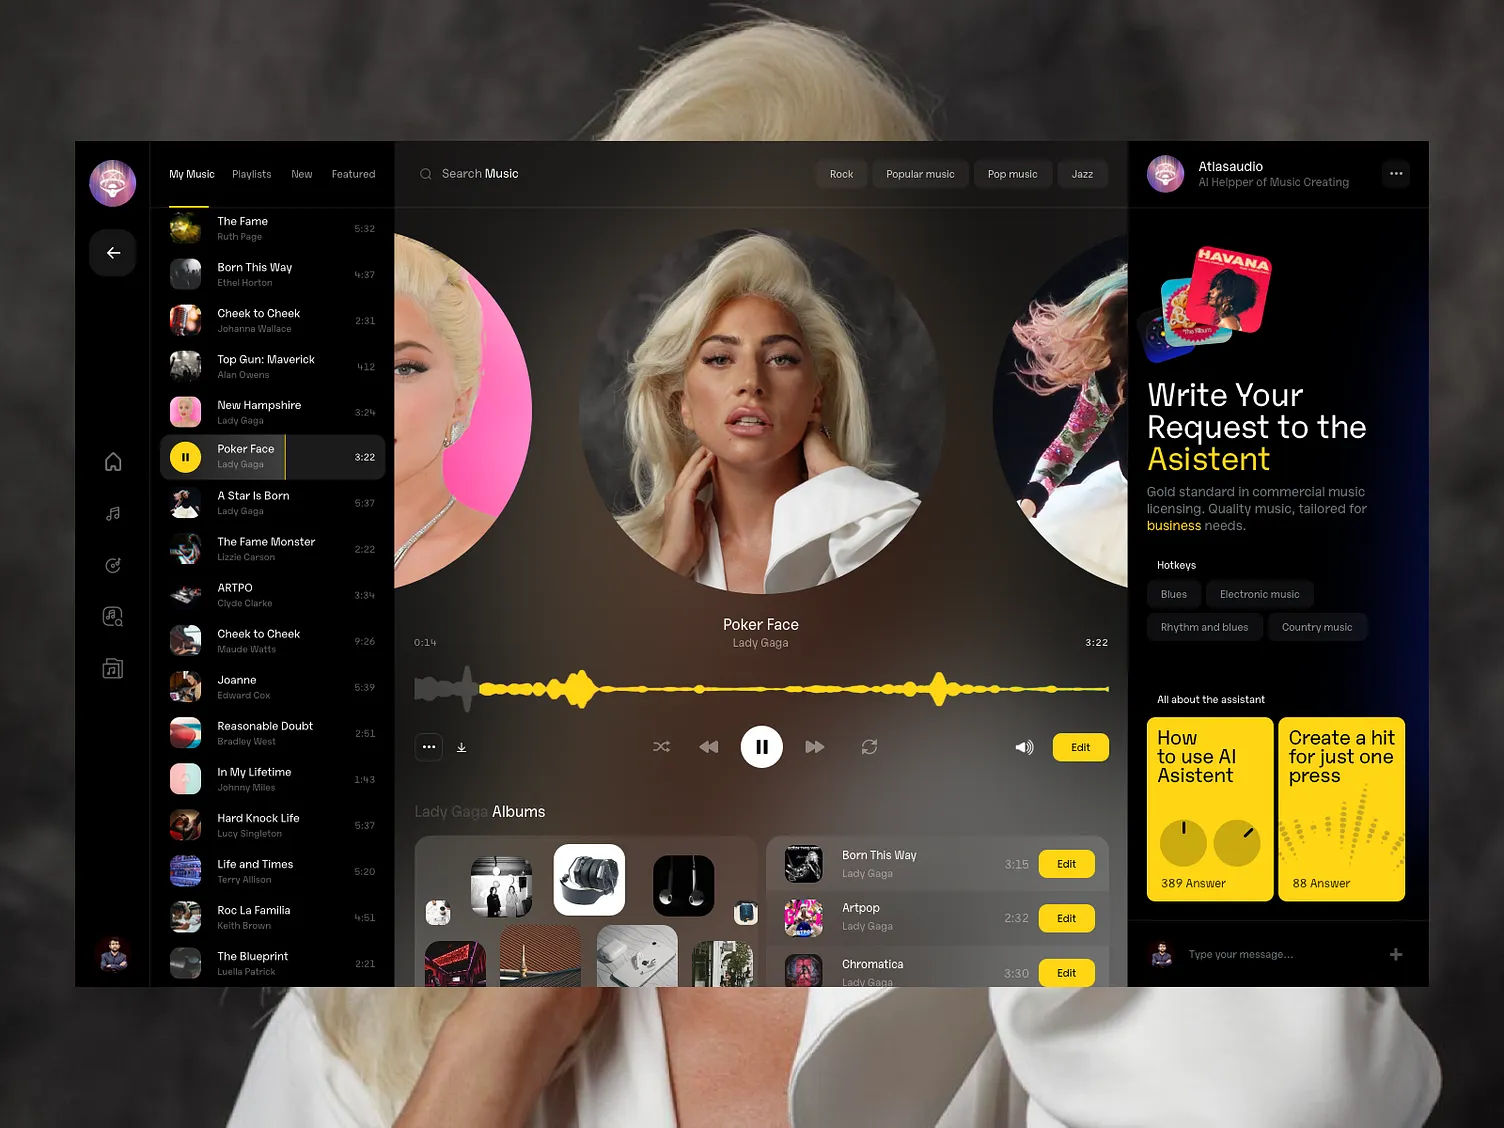 My Music
Playlists
New
Featured
The Fame
Ruth Page
5:32
Born This Way
Ethel Horton
4:37
Cheek to Cheek
Johanna Wallace
2:31
Top Gun: Maverick
Alan Owens
412
New Hampshire
Lady Gaga
3:24
Poker Face
Lady Gaga
3:22
A Star Is Born
Lady Gaga
5:37
The Fame Monster
Lizzie Carson
2:22
ARTPO
Clyde Clarke
3:34
Cheek to Cheek
Maude Watts
9:26
Joanne
Edward Cox
5:39
Reasonable Doubt
Bradley West
2:51
In My Lifetime
Johnny Miles
1:43
Hard Knock Life
Lucy Singleton
5:37
Life and Times
Terry Allison
5:20
Roc La Familia
Keith Brown
4:51
The Blueprint
Luella Patrick
2:21
Search Music
Rock
Popular music
Pop music
Jazz
Poker Face
Lady Gaga
0:14
3:22
Edit
Lady Gaga Albums
Born This Way
Lady Gaga
3:15
Edit
Artpop
Lady Gaga
2:32
Edit
Chromatica
Lady Gaga
3:30
Edit
Atlasaudio
AI Helpper of Music Creating
HAVANA
The Album
Write Your
Request to the
Asistent
Gold standard in commercial music
licensing. Quality music, tailored for
business needs.
Hotkeys
Blues
Electronic music
Rhythm and blues
Country music
All about the assistant
How
to use AI
Asistent
389 Answer
Create a hit
for just one
press
88 Answer
Type your message...